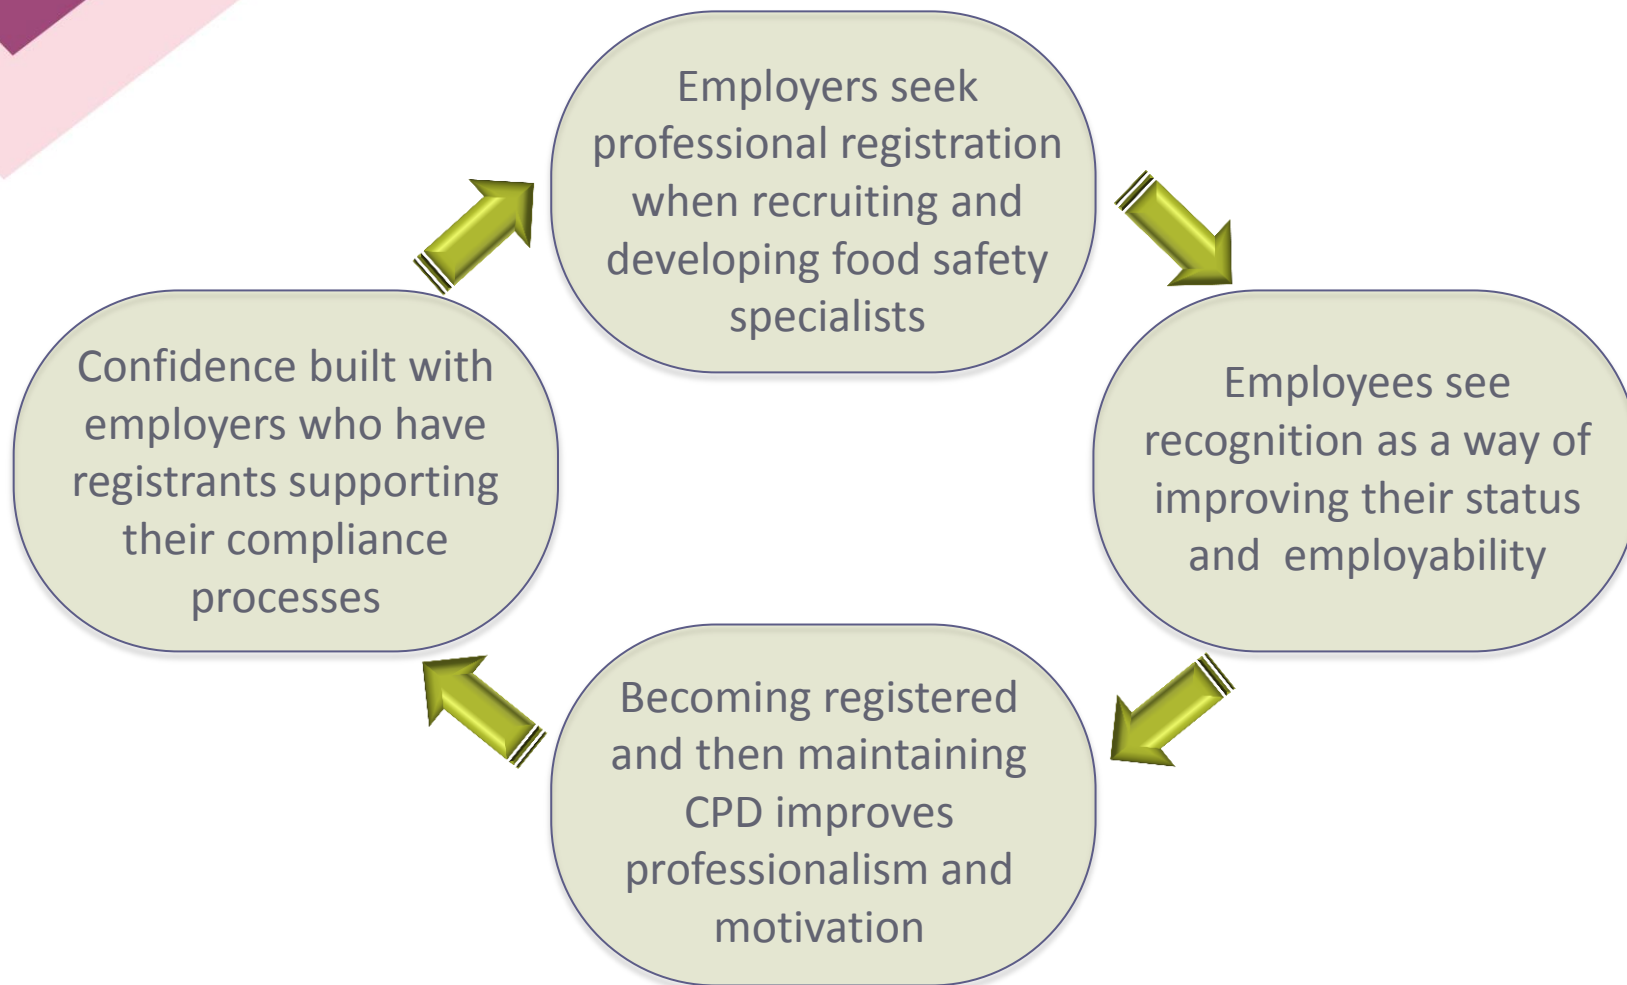 Employers seek
professional registration
when recruiting and
developing food safety
specialists
Employees see
recognition as a way of
improving their status
and  employability
Becoming registered
and then maintaining
CPD improves
professionalism and
motivation
Confidence built with
employers who have
registrants supporting
their compliance
processes